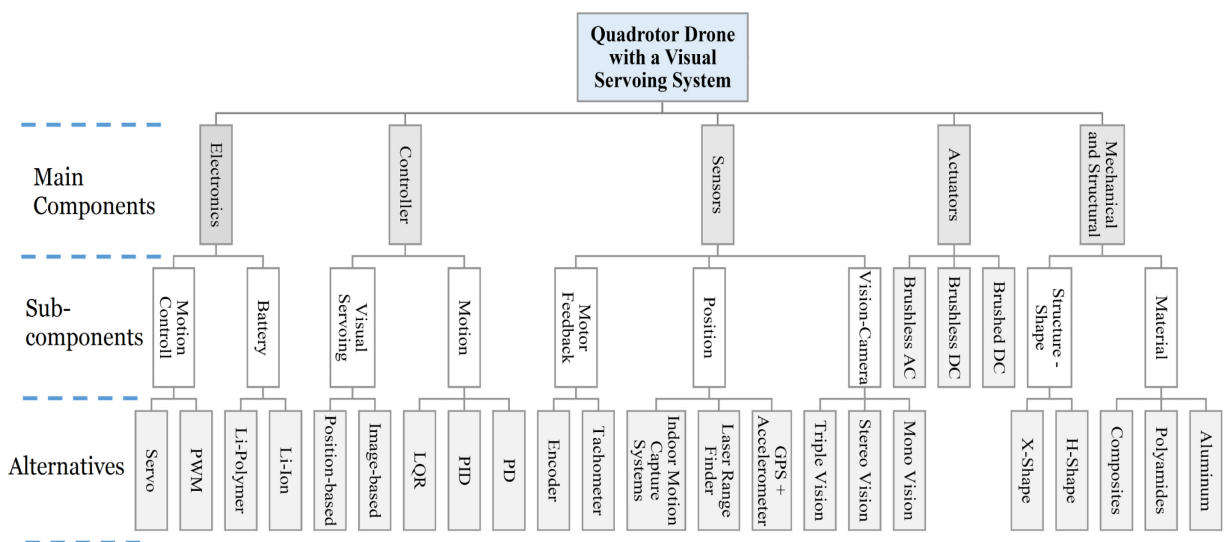 Quadrotor Drone
with a Visual
Servoing System
Main
Components
Electronics
Controller
Sensors
Actuators
Mechanical
and Structural
Sub-
components
Motion
Controll
Battery
Visual
Servoing
Motion
Motor
Feedback
Position
Vision-Camera
Brushless AC
Brushless DC
Brushed DC
Structure -
Shape
Material
Alternatives
Servo
PWM
Li-Polymer
Li-Ion
Position-based
Image-based
LQR
PID
PD
Encoder
Tachometer
Indoor Motion
Capture
Systems
Laser Range
Finder
GPS +
Accelerometer
Triple Vision
Stereo Vision
Mono Vision
X-Shape
H-Shape
Composites
Polyamides
Aluminum